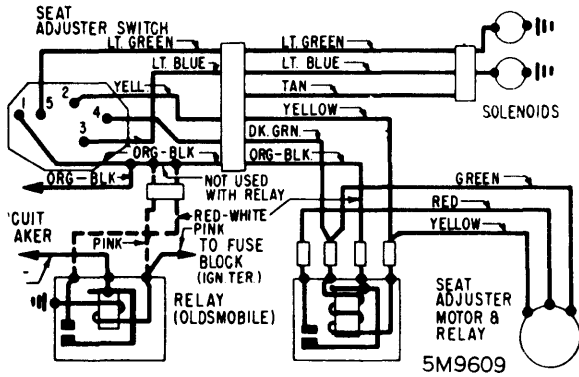 SEAT
ADJUSTER SWITCH
LT. GREEN
LT. GREEN
LT. BLUE
LT. BLUE
YELL
TAN
1
5
2
4
3
YELLOW
SOLENOIDS
DK. GRN.
ORG-BLK
ORG-BLK
ORG-BLK
NOT USED
WITH RELAY
GREEN
RED
YELLOW
RED-WHITE
PINK
PINK
TO FUSE
BLOCK
(IGN. TER.)
RELAY
(OLDSMOBILE)
SEAT
ADJUSTER
MOTOR &
RELAY
5M9609